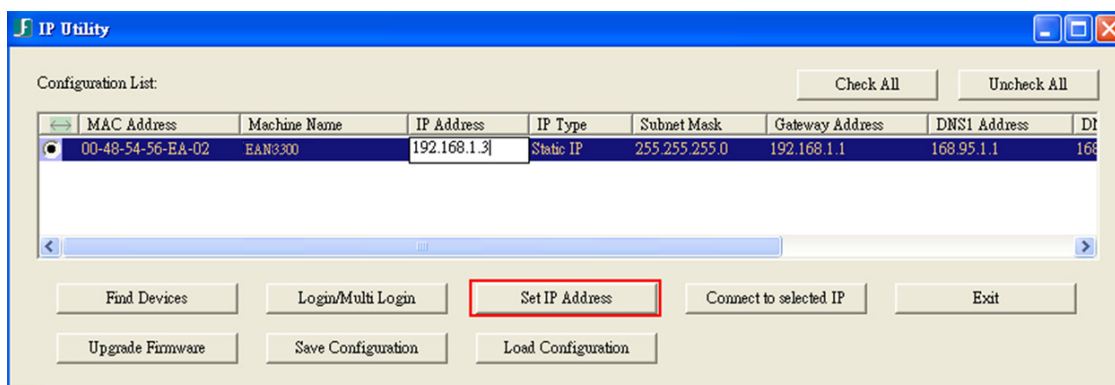 IP Utility
Configuration List: Check All Uncheck All
MAC Address Machine Name IP Address IP Type Subnet Mask Gateway Address DNS1 Address
00-48-54-56-EA-02 EAN3300 192.168.1.3 Static IP 255.255.255.0 192.168.1.1 168.95.1.1 168
Find Devices Login/Multi Login Set IP Address Connect to selected IP Exit
Upgrade Firmware Save Configuration Load Configuration